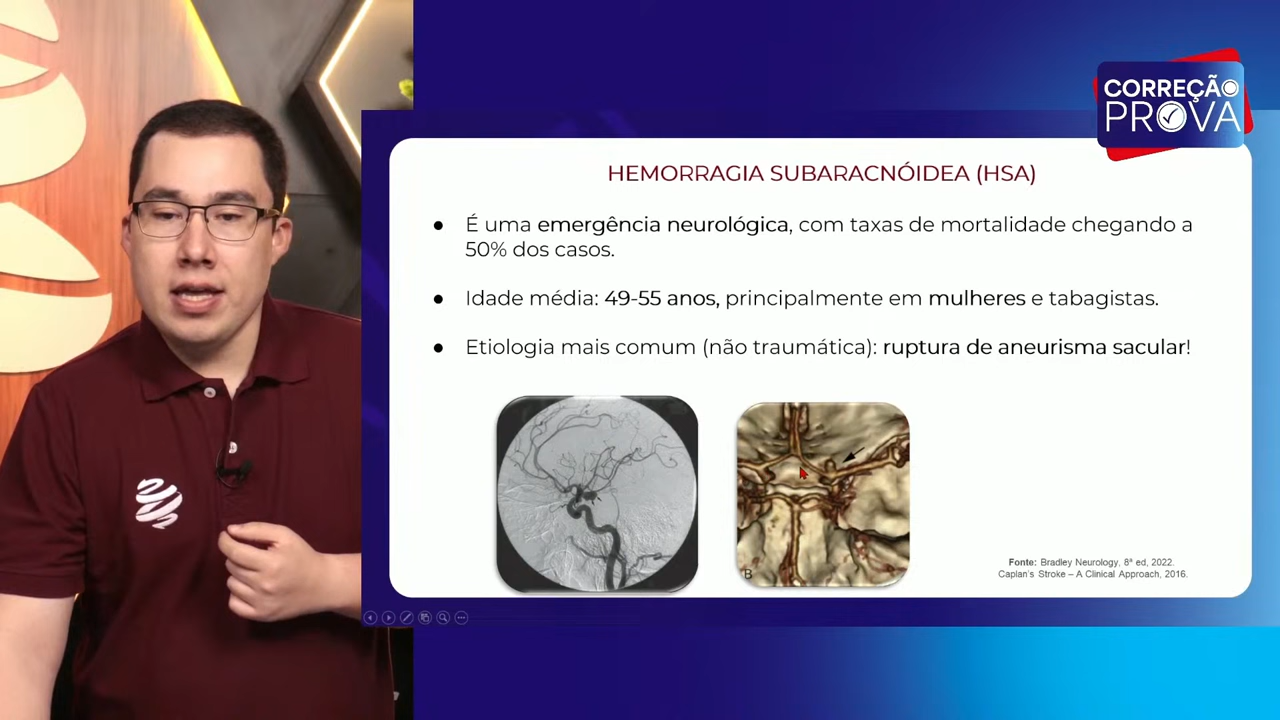 CORREÇÃO
PROVA
HEMORRAGIA SUBARACNÓIDEA (HSA)
● É uma emergência neurológica, com taxas de mortalidade chegando a
50% dos casos.
● Idade média: 49-55 anos, principalmente em mulheres e tabagistas.
● Etiologia mais comum (não traumática): ruptura de aneurisma sacular!
B
Fonte: Bradley Neurology, 8ª ed, 2022.
Caplan's Stroke – A Clinical Approach, 2016.